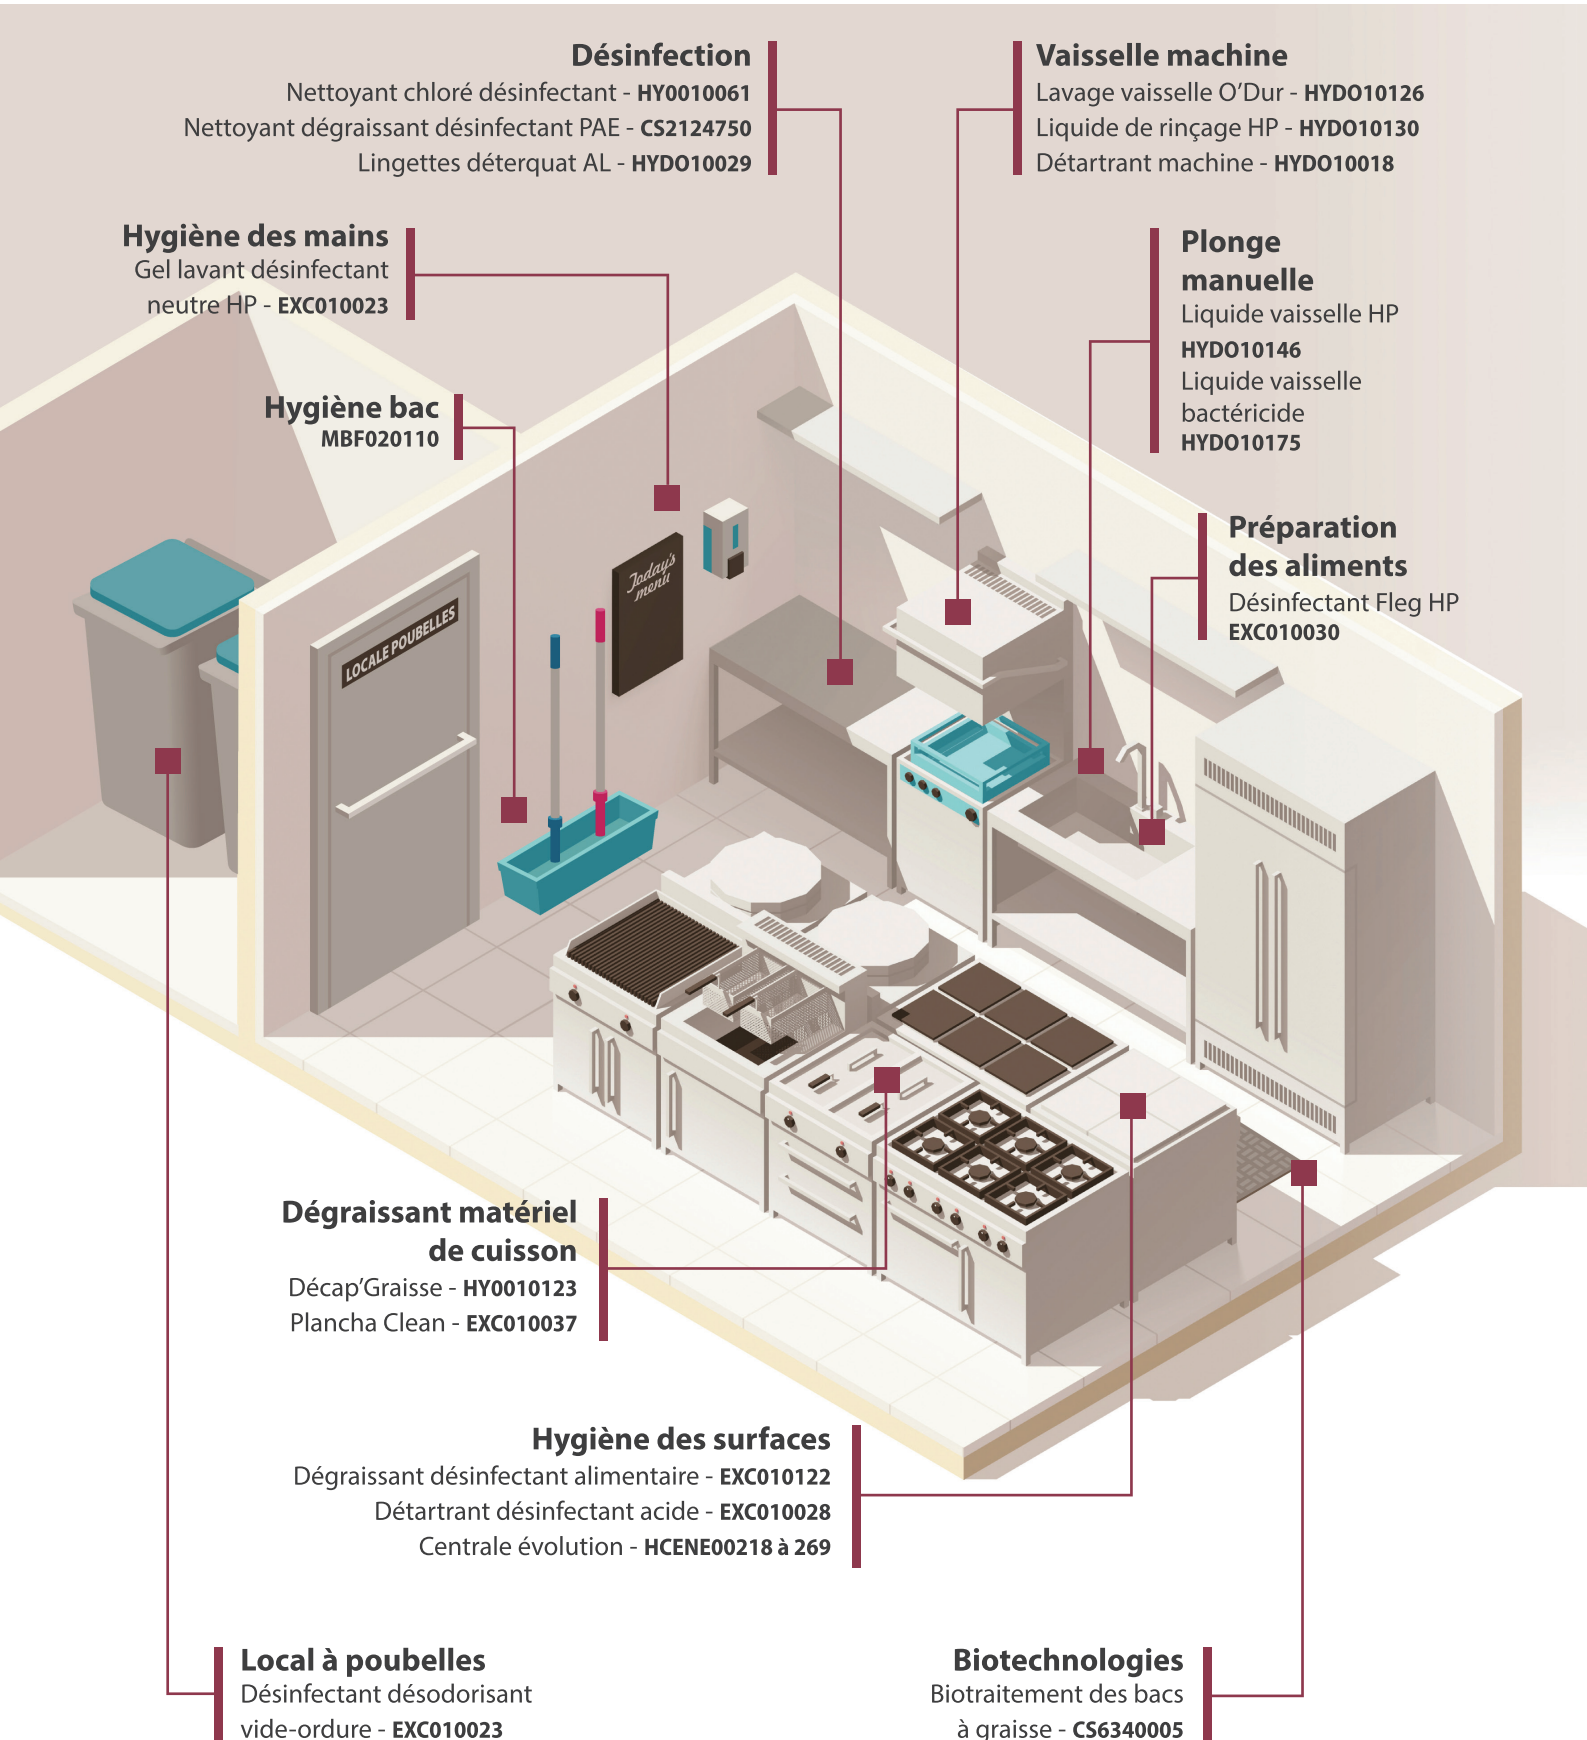 Désinfection
Nettoyant chloré désinfectant - HY0010061
Nettoyant dégraissant désinfectant PAE - CS2124750
Lingettes déterquat AL - HYDO10029
Vaisselle machine
Lavage vaisselle O’Dur - HYDO10126
Liquide de rinçage HP - HYDO10130
Détartrant machine - HYDO10018
Hygiène des mains
Gel lavant désinfectant
neutre HP - EXC010023
Plonge
manuelle
Liquide vaisselle HP
HYDO10146
Liquide vaisselle
bactéricide
HYDO10175
Hygiène bac
MBF020110
Préparation
des aliments
Désinfectant Fleg HP
EXC010030
Today's
menu
LOCALE POUBELLES
Dégraissant matériel
de cuisson
Décap’Graisse - HY0010123
Plancha Clean - EXC010037
Hygiène des surfaces
Dégraissant désinfectant alimentaire - EXC010122
Détartrant désinfectant acide - EXC010028
Centrale évolution - HCENE00218 à 269
Local à poubelles
Désinfectant désodorisant
vide-ordure - EXC010023
Biotechnologies
Biotraitement des bacs
à graisse - CS6340005